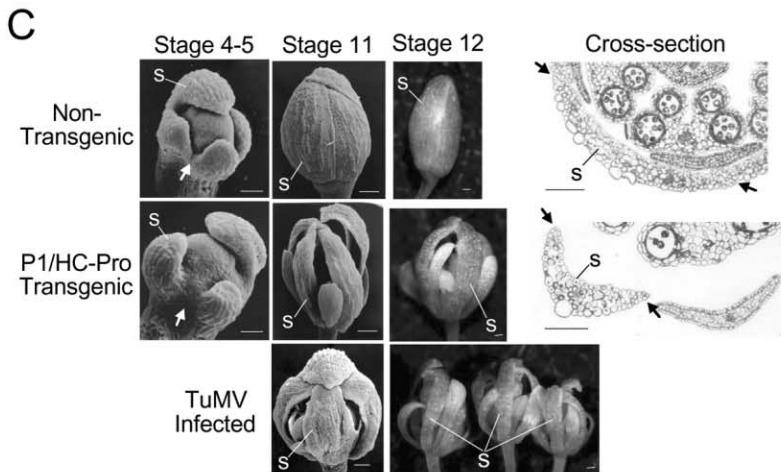 C
Stage 4-5 Stage 11 Stage 12 Cross-section
S
Non-
Transgenic
S
S
S
S
P1/HC-Pro
Transgenic
S
S
S
TuMV
Infected
S
S